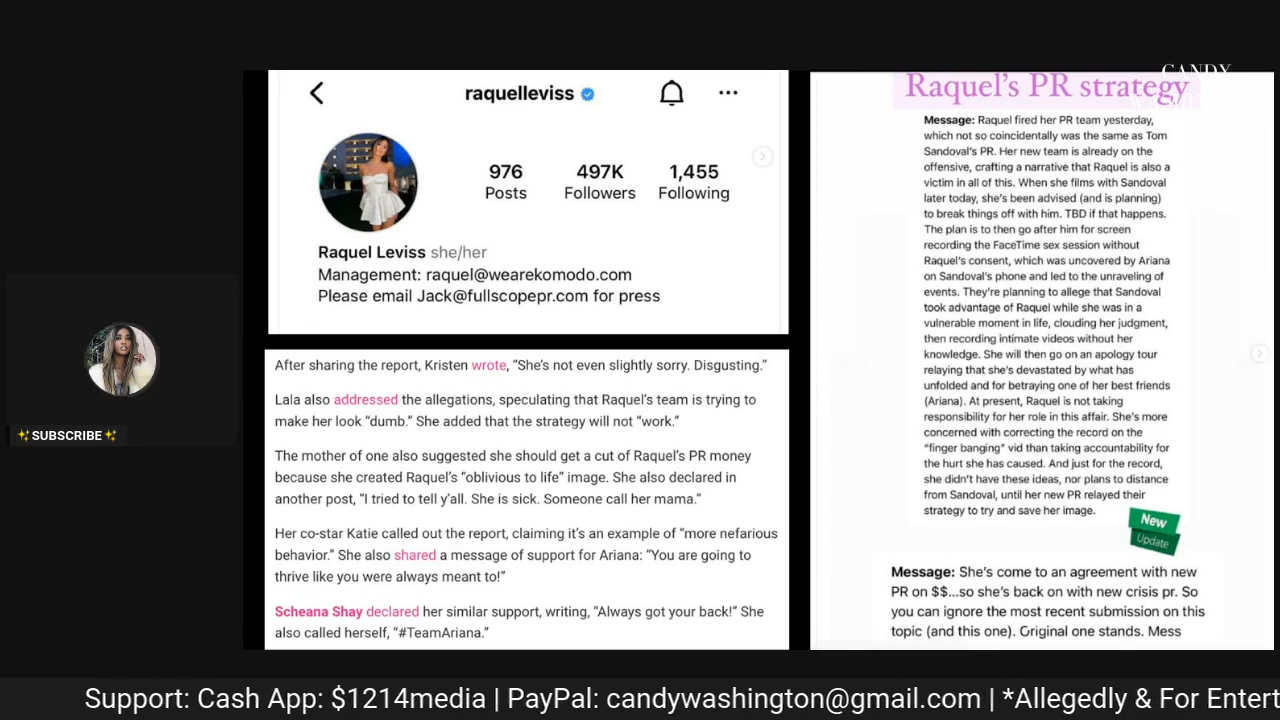 raquelleviss
976
497K
1,455
Posts
Followers
Following
Raquel Leviss she/her
Management: raquel@wearekomodo.com
Please email Jack@fullscopepr.com for press
After sharing the report, Kristen wrote, “She’s not even slightly sorry. Disgusting.”
Lala also addressed the allegations, speculating that Raquel’s team is trying to
make her look “dumb.” She added that the strategy will not “work.”
The mother of one also suggested she should get a cut of Raquel’s PR money
because she created Raquel’s “oblivious to life” image. She also declared in
another post, “I tried to tell y’all. She is sick. Someone call her mama.”
Her co-star Katie called out the report, claiming it’s an example of “more nefarious
behavior.” She also shared a message of support for Ariana: “You are going to
thrive like you were always meant to!”
Scheana Shay declared her similar support, writing, “Always got your back!” She
also called herself, “#TeamAriana.”
CANDY
Raquel’s PR strategy
Message: Raquel fired her PR team yesterday,
which not so coincidentally was the same as Tom
Sandoval’s PR. Her new team is already on the
offensive, crafting a narrative that Raquel is also a
victim in all of this. When she films with Sandoval
later today, she’s been advised (and is planning)
to break things off with him. TBD if that happens.
The plan is to then go after him for screen
recording the FaceTime sex session without
Raquel’s consent, which was uncovered by Ariana
on Sandoval’s phone and led to the unraveling of
events. They’re planning to allege that Sandoval
took advantage of Raquel while she was in a
vulnerable moment in life, clouding her judgment,
then recording intimate videos without her
knowledge. She will then go on an apology tour
relaying that she’s devastated by what has
unfolded and for betraying one of her best friends
(Ariana). At present, Raquel is not taking
responsibility for her role in this affair. She’s more
concerned with correcting the record on the
“finger banging” vid than taking accountability for
the hurt she has caused. And just for the record,
she didn’t have these ideas, nor plans to distance
from Sandoval, until her new PR relayed their
strategy to try and save her image.
New
Update
Message: She’s come to an agreement with new
PR on $$...so she’s back on with new crisis pr. So
you can ignore the most recent submission on this
topic (and this one). Original one stands. Mess
✨SUBSCRIBE✨
Support: Cash App: $1214media | PayPal: candywashington@gmail.com | *Allegedly & For Entert